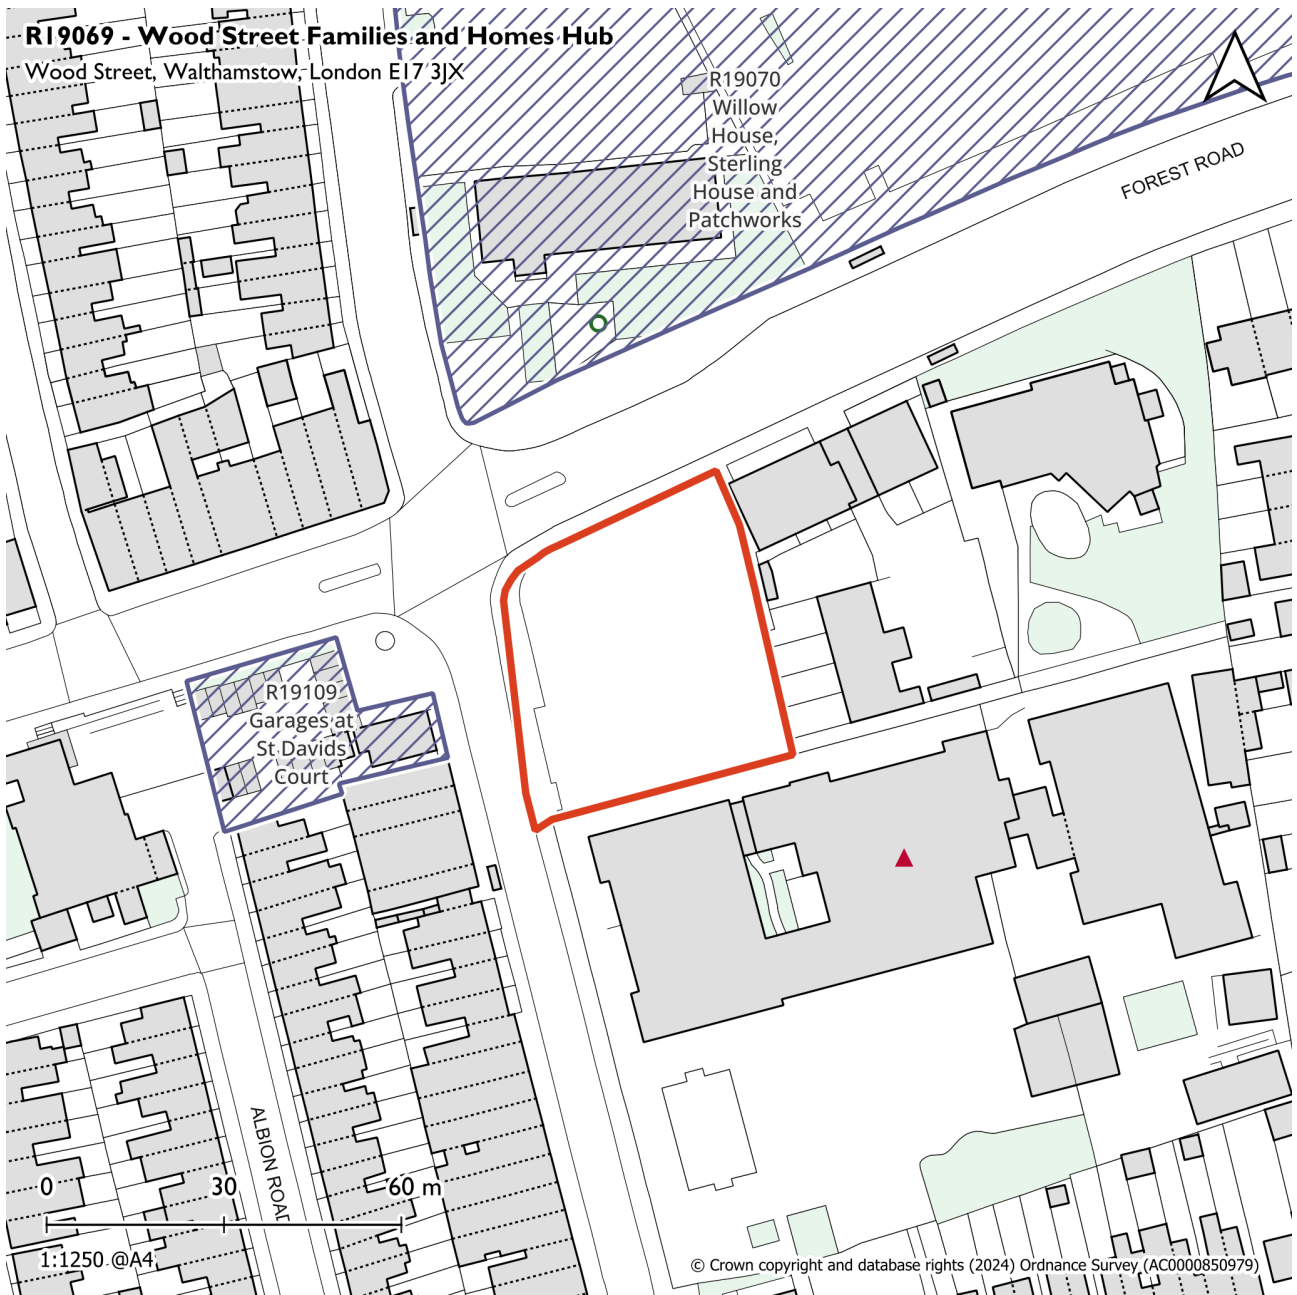 R19069 - Wood Street Families and Homes Hub
Wood Street, Walthamstow, London E17 3JX
R19070
Willow
House,
Sterling
House and
Patchworks
FOREST ROAD
R19109
Garages at
St Davids
Court
ALBION ROAD
0 30 60 m
1:1250 @A4
© Crown copyright and database rights (2024) Ordnance Survey (AC0000850979)